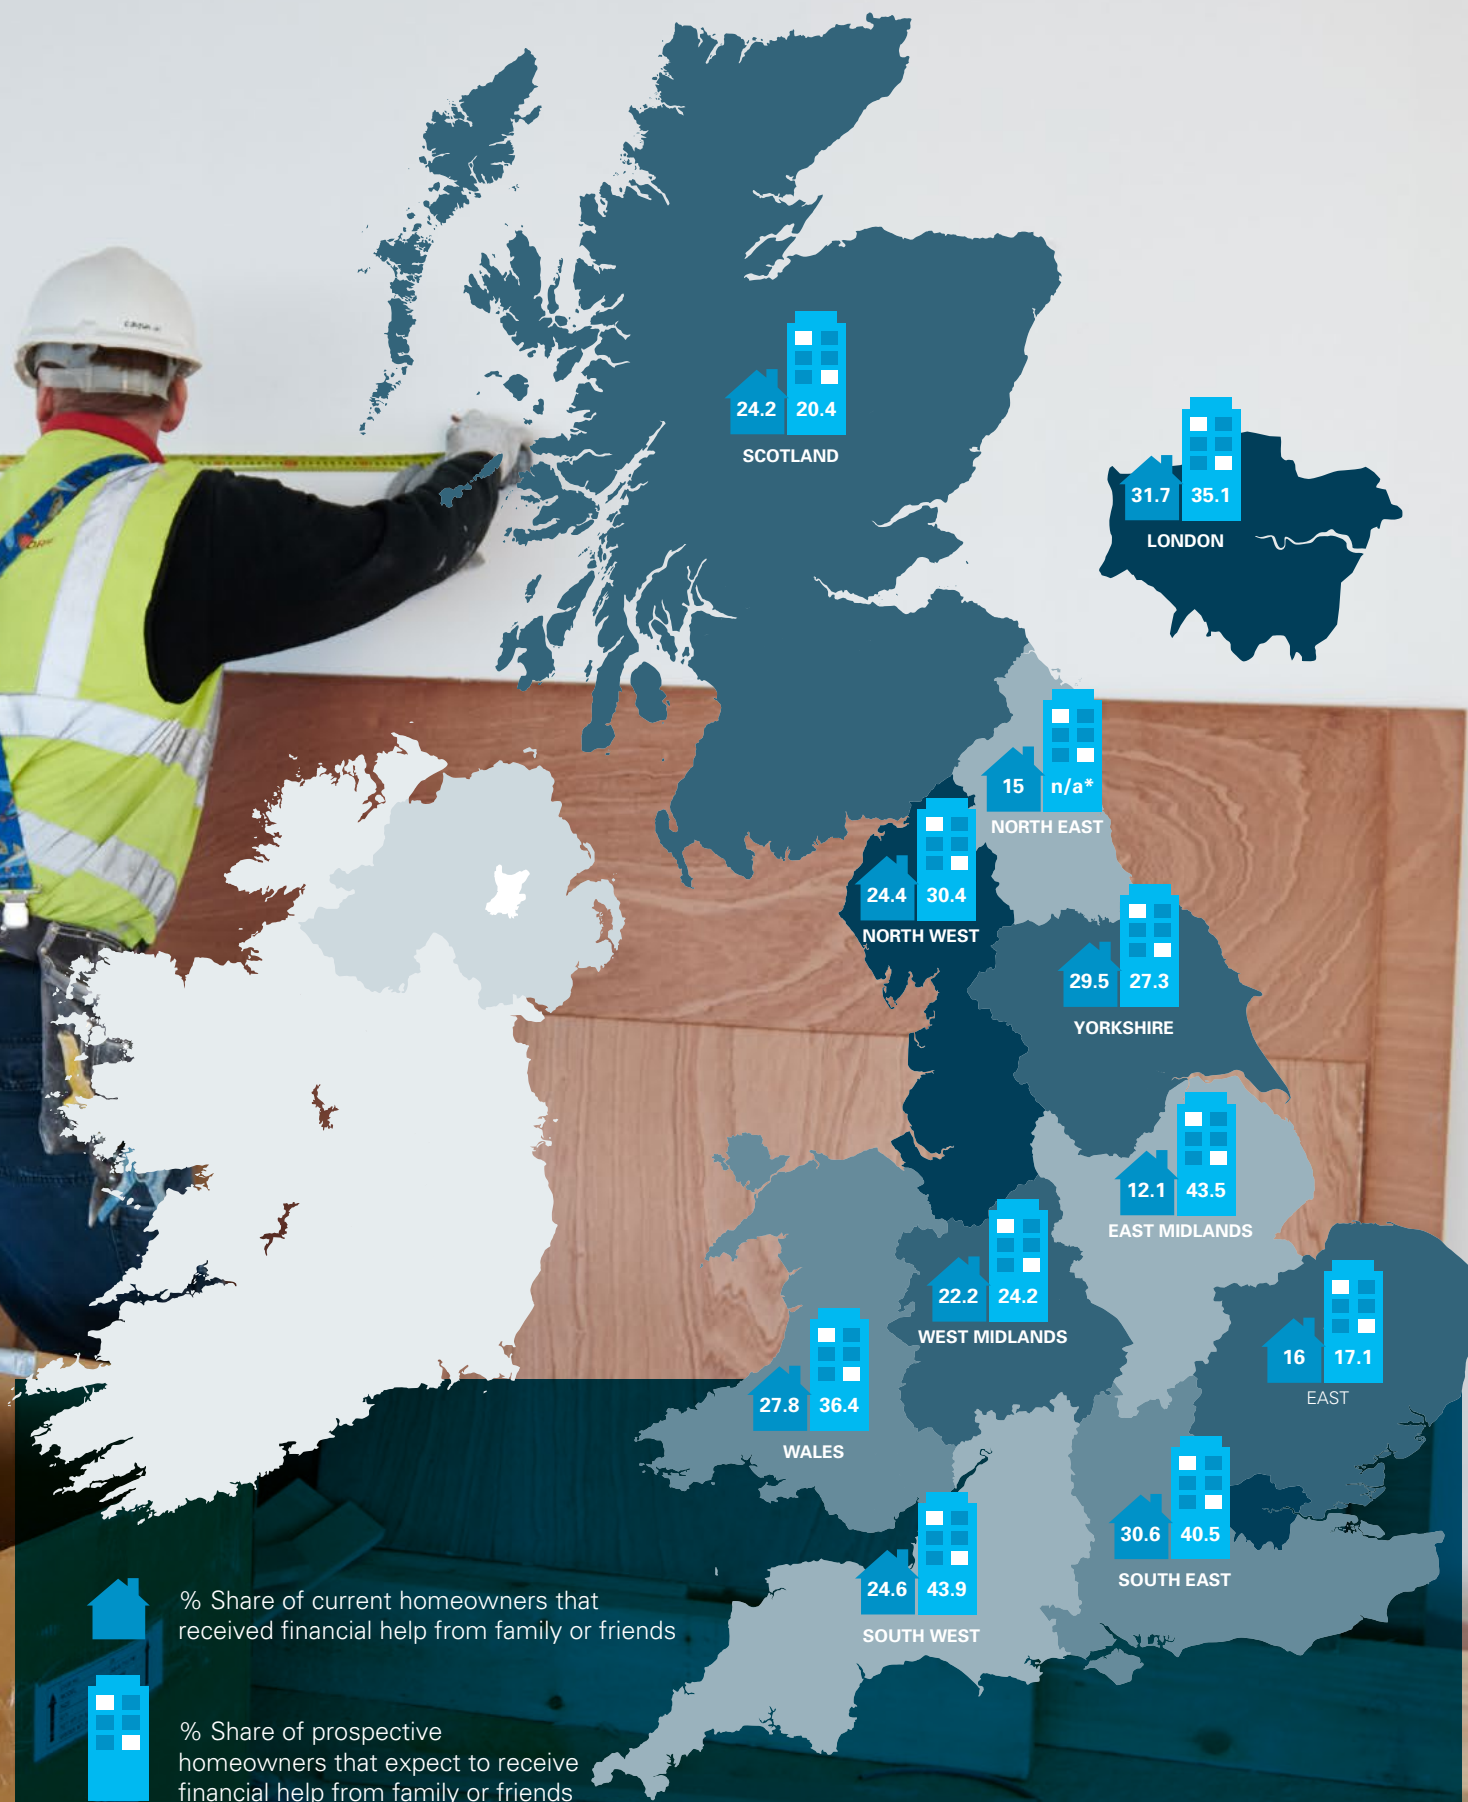 24.2 20.4
SCOTLAND
31.7 35.1
LONDON
15 n/a*
NORTH EAST
24.4 30.4
NORTH WEST
29.5 27.3
YORKSHIRE
12.1 43.5
EAST MIDLANDS
22.2 24.2
WEST MIDLANDS
16 17.1
EAST
27.8 36.4
WALES
30.6 40.5
SOUTH EAST
24.6 43.9
SOUTH WEST
% Share of current homeowners that
received financial help from family or friends
% Share of prospective
homeowners that expect to receive
financial help from family or friends